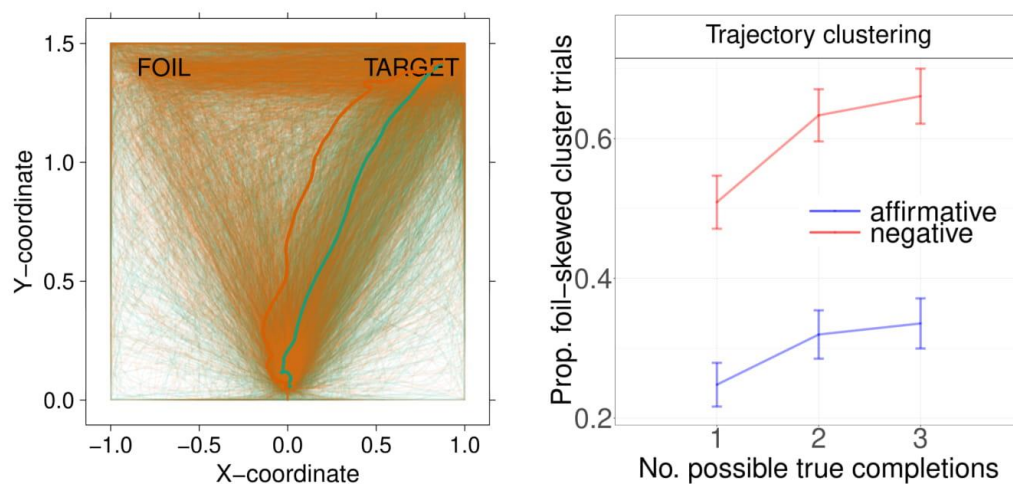 1.5
1.0
0.5
0.0
Y-coordinate
FOIL TARGET
-1.0 -0.5 0.0 0.5 1.0
X-coordinate
Trajectory clustering
Prop. foil-skewed cluster trials
0.6
0.4
0.2
affirmative
negative
1 2 3
No. possible true completions